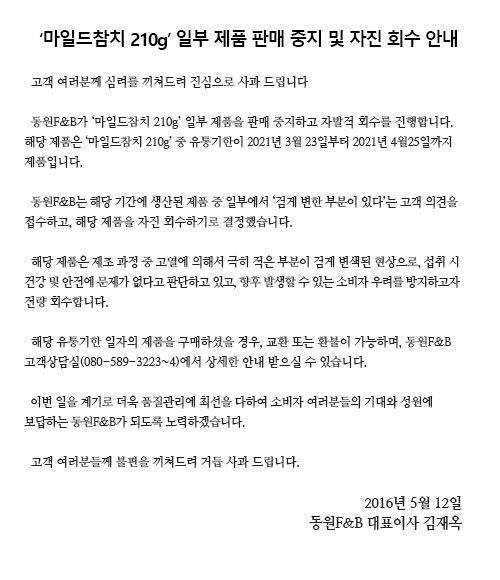 ‘마일드참치 210g’ 일부 제품 판매 중지 및 자진 회수 안내
고객 여러분께 심려를 끼쳐드려 진심으로 사과 드립니다
동원F&B가 ‘마일드참치 210g’ 일부 제품을 판매 중지하고 자발적 회수를 진행합니다.
해당 제품은 ‘마일드참치 210g’ 중 유통기한이 2021년 3월 23일부터 2021년 4월25일까지
제품입니다.
동원F&B는 해당 기간에 생산된 제품 중 일부에서 ‘검게 변한 부분이 있다’는 고객 의견을
접수하고, 해당 제품을 자진 회수하기로 결정했습니다.
해당 제품은 제조 과정 중 고열에 의해서 극히 적은 부분이 검게 변색된 현상으로, 섭취 시
건강 및 안전에 문제가 없다고 판단하고 있고, 향후 발생할 수 있는 소비자 우려를 방지하고자
전량 회수합니다.
해당 유통기한 일자의 제품을 구매하셨을 경우, 교환 또는 환불이 가능하며, 동원F&B
고객상담실(080-589-3223~4)에서 상세한 안내 받으실 수 있습니다.
이번 일을 계기로 더욱 품질관리에 최선을 다하여 소비자 여러분들의 기대와 성원에
보답하는 동원F&B가 되도록 노력하겠습니다.
고객 여러분들께 불편을 끼쳐드려 거듭 사과 드립니다.
2016년 5월 12일
동원F&B 대표이사 김재옥